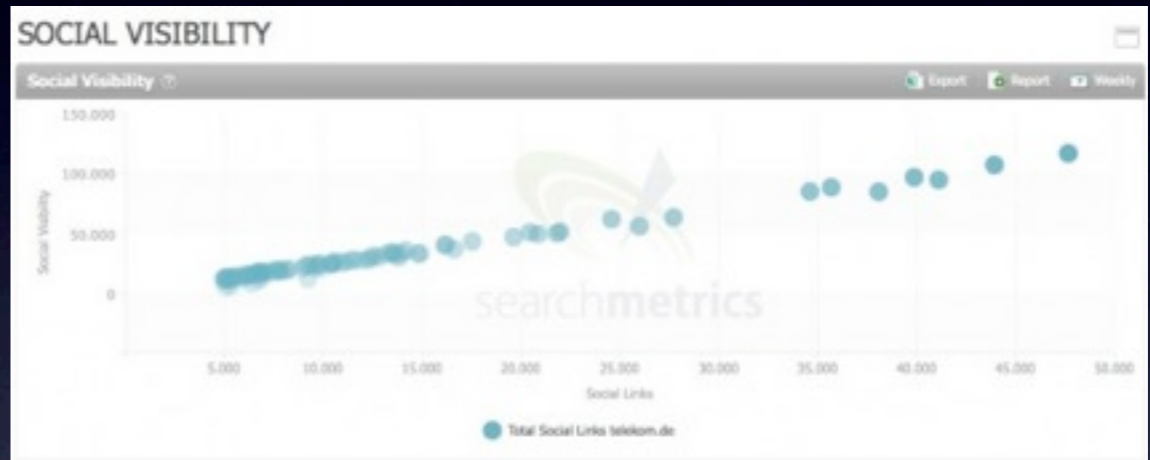 SOCIAL VISIBILITY
Social Visibility
Export Report Weekly
150.000
100.000
50.000
0
Social Visibility
searchmetrics
5.000 10.000 15.000 20.000 25.000 30.000 35.000 40.000 45.000 50.000
Social Links
Total Social Links telekom.de